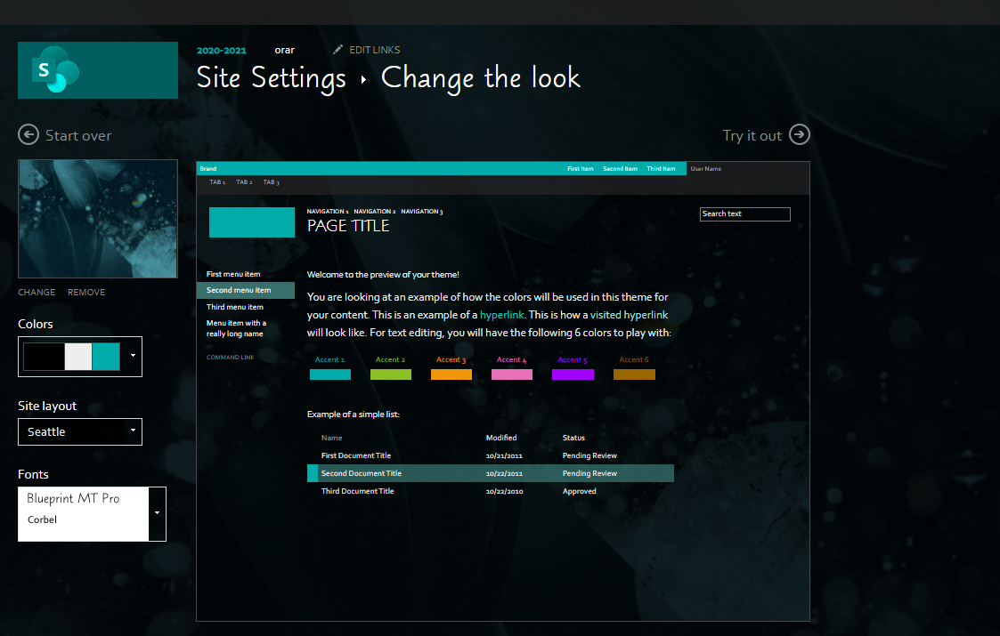 S
2020-2021 orar EDIT LINKS
Site Settings Change the look
Start over
Try it out
CHANGE REMOVE
Colors
Site layout
Seattle
Fonts
Blueprint MT Pro
Corbel
Brand First Item Second Item Third Item User Name
TAB 1 TAB 2 TAB 3
NAVIGATION 1 NAVIGATION 2 NAVIGATION 3
PAGE TITLE
Search text
First menu item
Second menu item
Third menu item
Menu item with a
really long name
COMMAND LINK
Welcome to the preview of your theme!
You are looking at an example of how the colors will be used in this theme for
your content. This is an example of a hyperlink. This is how a visited hyperlink
will look like. For text editing, you will have the following 6 colors to play with:
Accent 1 Accent 2 Accent 3 Accent 4 Accent 5 Accent 6
Example of a simple list:
Name Modified Status
First Document Title 10/21/2011 Pending Review
Second Document Title 10/22/2011 Pending Review
Third Document Title 10/22/2010 Approved